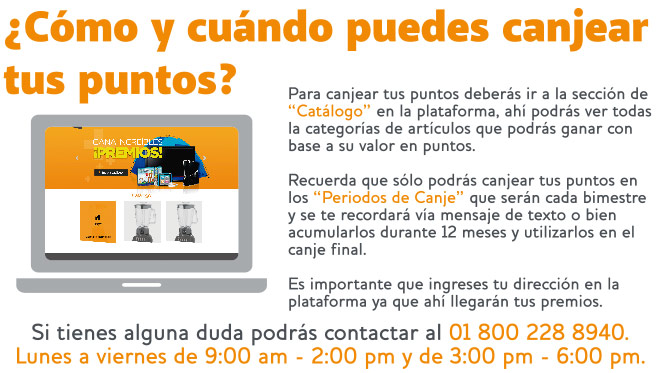 ¿Cómo y cuándo puedes canjear
tus puntos?
Para canjear tus puntos deberás ir a la sección de
“Catálogo” en la plataforma, ahí podrás ver todas
la categorías de artículos que podrás ganar con
base a su valor en puntos.
Recuerda que sólo podrás canjear tus puntos en
los “Periodos de Canje” que serán cada bimestre
y se te recordará vía mensaje de texto o bien
acumularlos durante 12 meses y utilizarlos en el
canje final.
Es importante que ingreses tu dirección en la
plataforma ya que ahí llegarán tus premios.
GANA INCREÍBLES
¡PREMIOS!
Si tienes alguna duda podrás contactar al 01 800 228 8940.
Lunes a viernes de 9:00 am - 2:00 pm y de 3:00 pm - 6:00 pm.